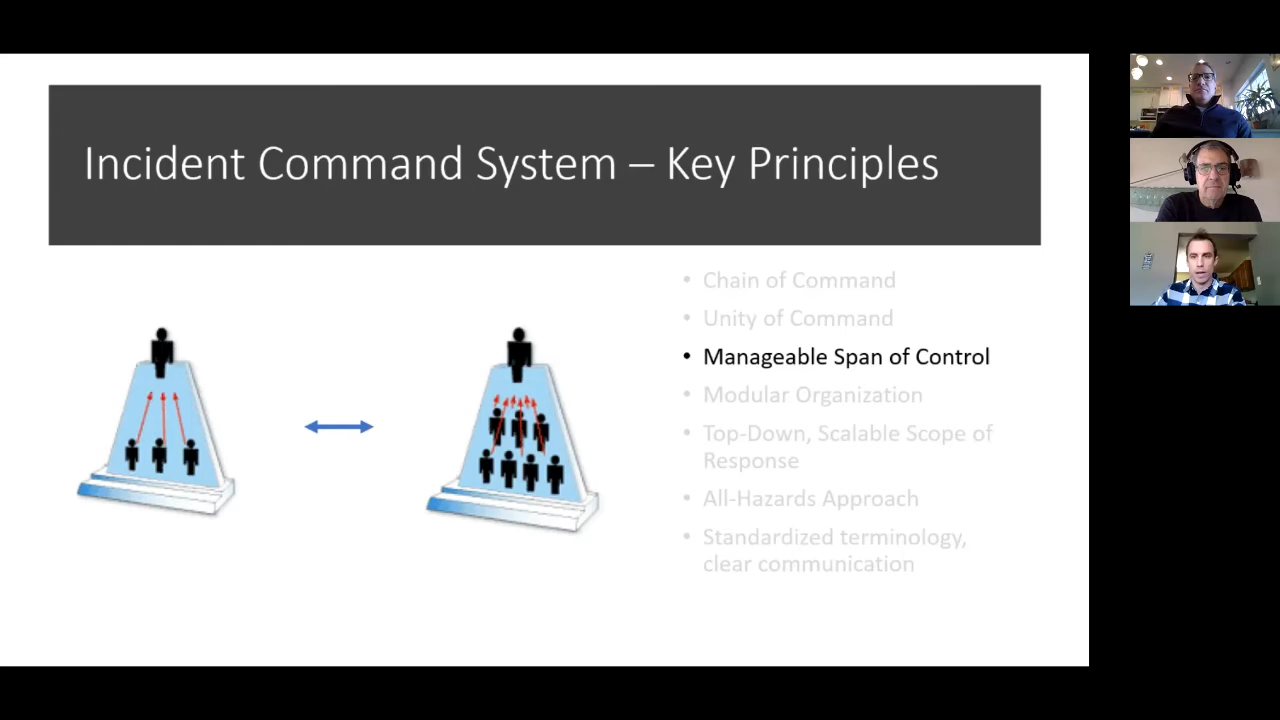 Incident Command System – Key Principles
• Chain of Command
• Unity of Command
• Manageable Span of Control
• Modular Organization
• Top-Down, Scalable Scope of
Response
• All-Hazards Approach
• Standardized terminology,
clear communication